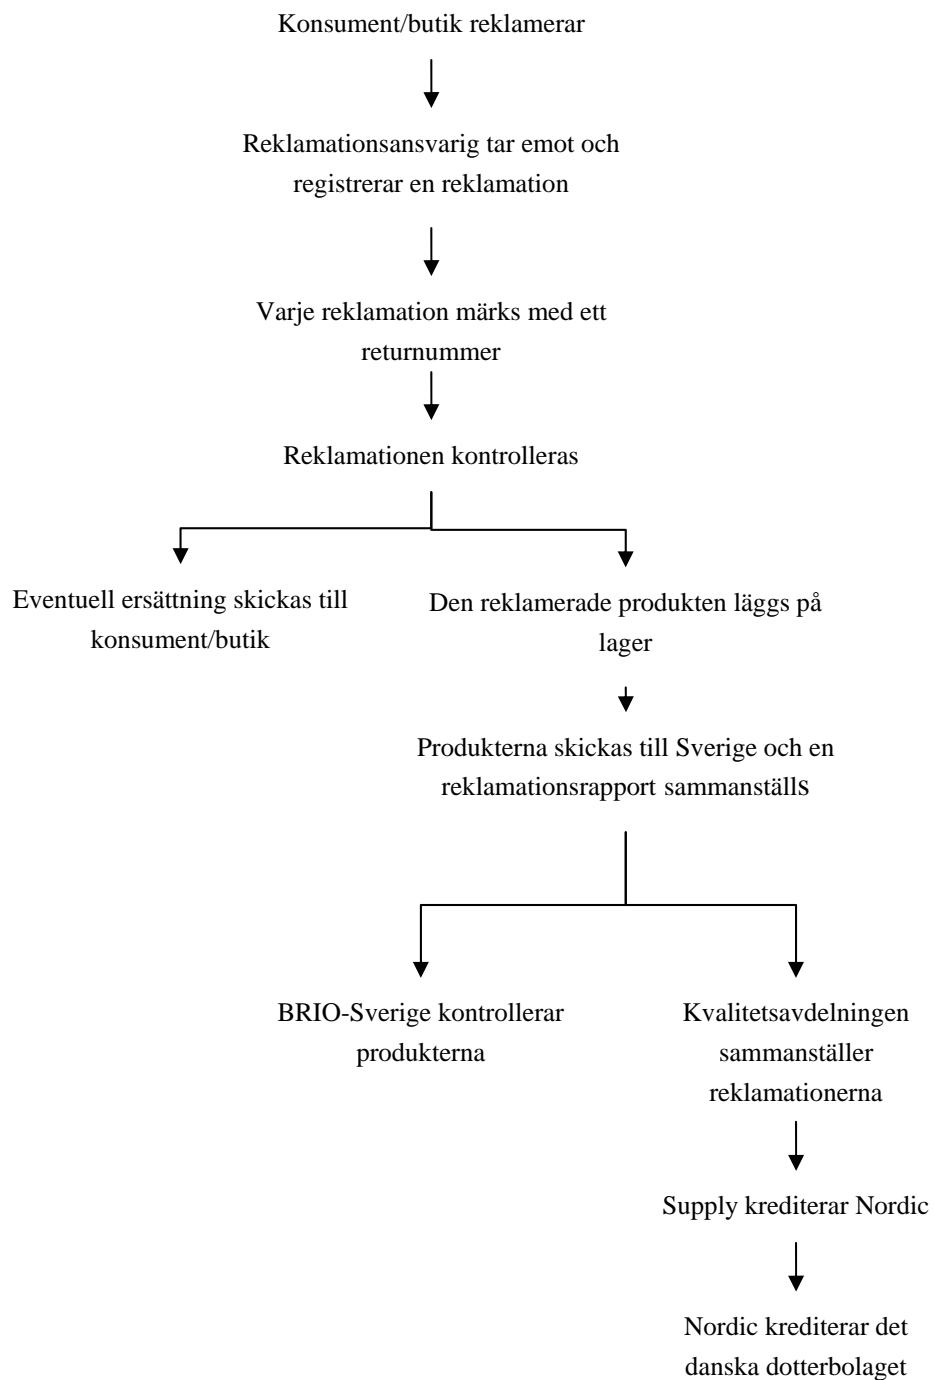 Konsument/butik reklamerar
Reklamationsansvarig tar emot och
registrerar en reklamation
Varje reklamation märks med ett
returnummer
Reklamationen kontrolleras
Eventuell ersättning skickas till
konsument/butik
Den reklamerade produkten läggs på
lager
Produkterna skickas till Sverige och en
reklamationsrapport sammanställs
BRIO-Sverige kontrollerar
produkterna
Kvalitetsavdelningen
sammanställer
reklamationerna
Supply krediterar Nordic
Nordic krediterar det
danska dotterbolaget